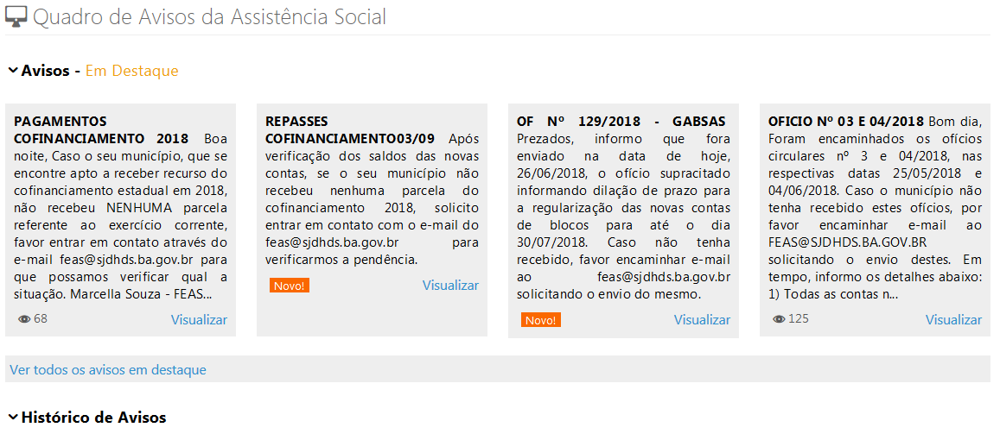 Quadro de Avisos da Assistência Social
Avisos - Em Destaque
PAGAMENTOS
COFINANCIAMENTO 2018 Boa
noite, Caso o seu município, que se
encontre apto a receber recurso do
cofinanciamento estadual em 2018,
não recebeu NENHUMA parcela
referente ao exercício corrente,
favor entrar em contato através do
e-mail feas@sjdhds.ba.gov.br para
que possamos verificar qual a
situação. Marcella Souza - FEAS...
68
Visualizar
REPASSES
COFINANCIAMENTO03/09 Após
verificação dos saldos das novas
contas, se o seu município não
recebeu nenhuma parcela do
cofinanciamento 2018, solicito
entrar em contato com o e-mail do
feas@sjdhds.ba.gov.br para
verificarmos a pendência.
Novo!
Visualizar
OF Nº 129/2018 - GABSAS
Prezados, informo que fora
enviado na data de hoje,
26/06/2018, o ofício supracitado
informando dilação de prazo para
a regularização das novas contas
de blocos para até o dia
30/07/2018. Caso não tenha
recebido, favor encaminhar e-mail
ao feas@sjdhds.ba.gov.br
solicitando o envio do mesmo.
Novo!
Visualizar
OFICIO Nº 03 E 04/2018 Bom dia,
Foram encaminhados os ofícios
circulares nº 3 e 04/2018, nas
respectivas datas 25/05/2018 e
04/06/2018. Caso o município não
tenha recebido estes ofícios, por
favor encaminhar e-mail ao
FEAS@SJDHDS.BA.GOV.BR
solicitando o envio destes. Em
tempo, informo os detalhes abaixo:
1) Todas as contas n...
125
Visualizar
Ver todos os avisos em destaque
Histórico de Avisos